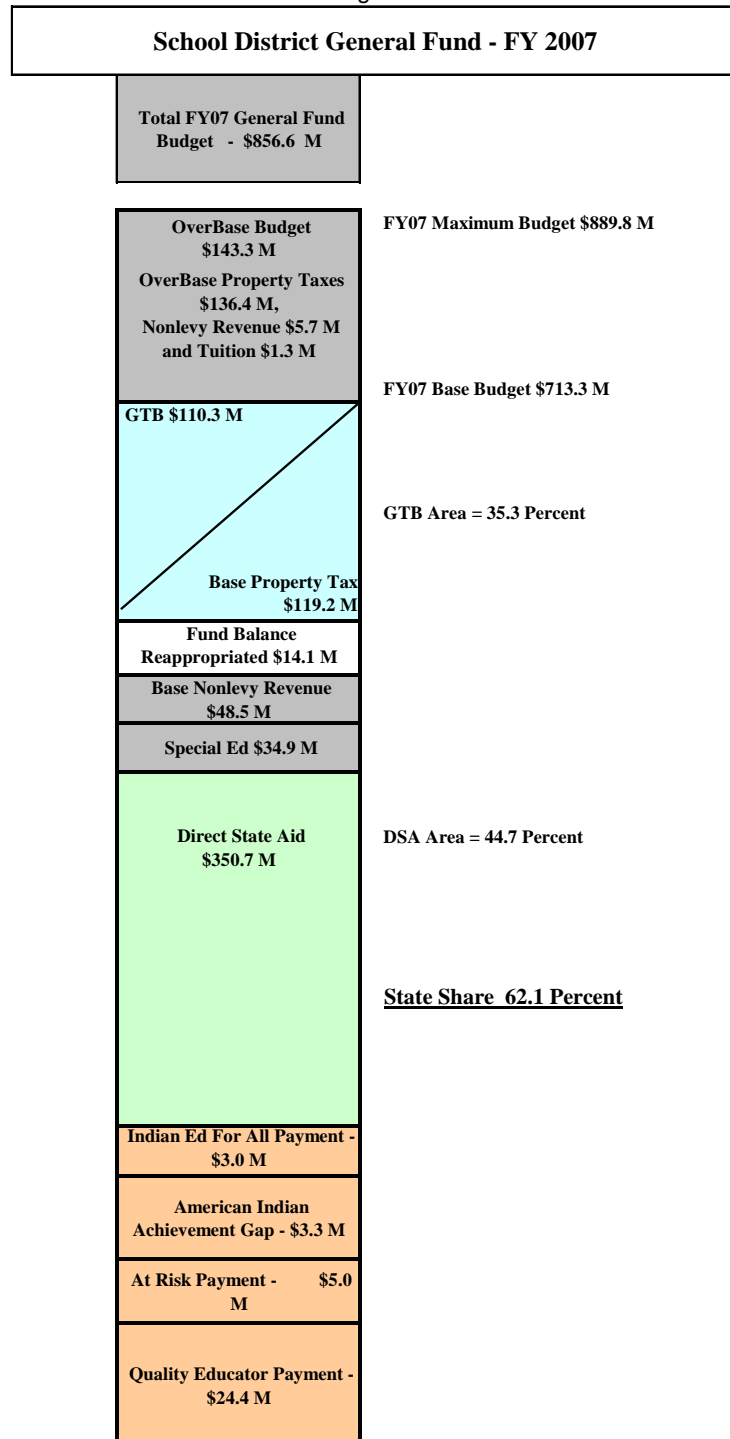 School District General Fund - FY 2007
Total FY07 General Fund
Budget - $856.6 M
OverBase Budget
$143.3 M
OverBase Property Taxes
$136.4 M,
Nonlevy Revenue $5.7 M
and Tuition $1.3 M
FY07 Maximum Budget $889.8 M
FY07 Base Budget $713.3 M
GTB $110.3 M
GTB Area = 35.3 Percent
Base Property Tax
$119.2 M
Fund Balance
Reappropriated $14.1 M
Base Nonlevy Revenue
$48.5 M
Special Ed $34.9 M
Direct State Aid
$350.7 M
DSA Area = 44.7 Percent
State Share 62.1 Percent
Indian Ed For All Payment -
$3.0 M
American Indian
Achievement Gap - $3.3 M
At Risk Payment - $5.0
M
Quality Educator Payment -
$24.4 M